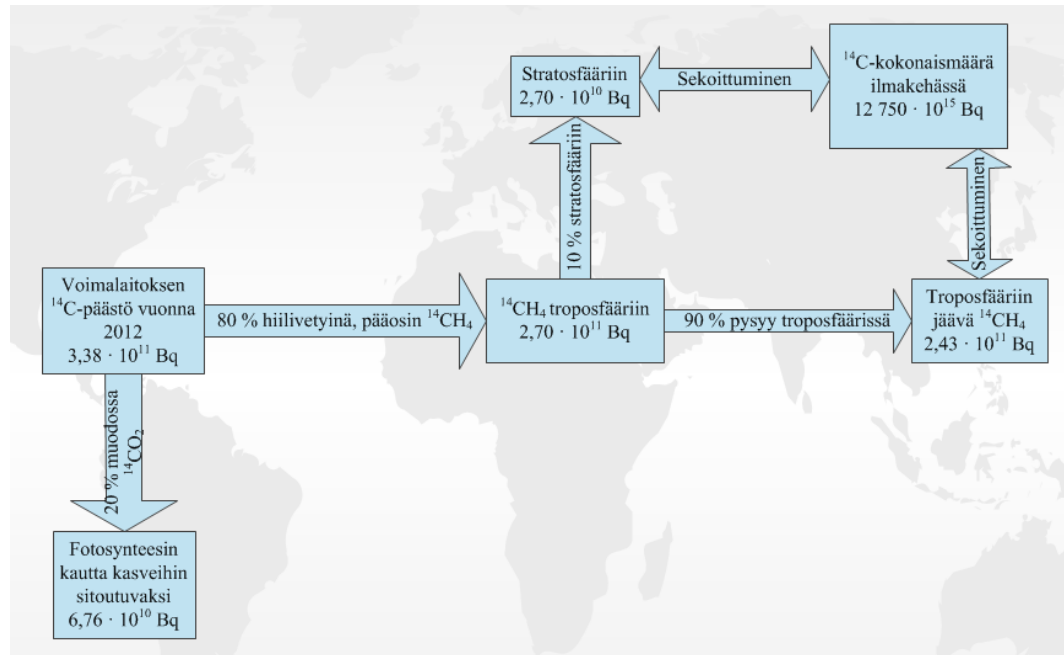 Stratosfääriin
2,70 · 10¹⁰ Bq
Sekoittuminen
¹⁴C-kokonaismäärä
ilmakehässä
12 750 · 10¹⁵ Bq
10 % stratosfääriin
Sekoittuminen
Voimalaitoksen
¹⁴C-päästö vuonna
2012
3,38 · 10¹¹ Bq
80 % hiilivetyinä, pääosin ¹⁴CH₄
¹⁴CH₄ troposfääriin
2,70 · 10¹¹ Bq
90 % pysyy troposfäärissä
Troposfääriin
jäävä ¹⁴CH₄
2,43 · 10¹¹ Bq
20 % muodossa
¹⁴CO₂
Fotosynteesin
kautta kasveihin
sitoutuvaksi
6,76 · 10¹⁰ Bq